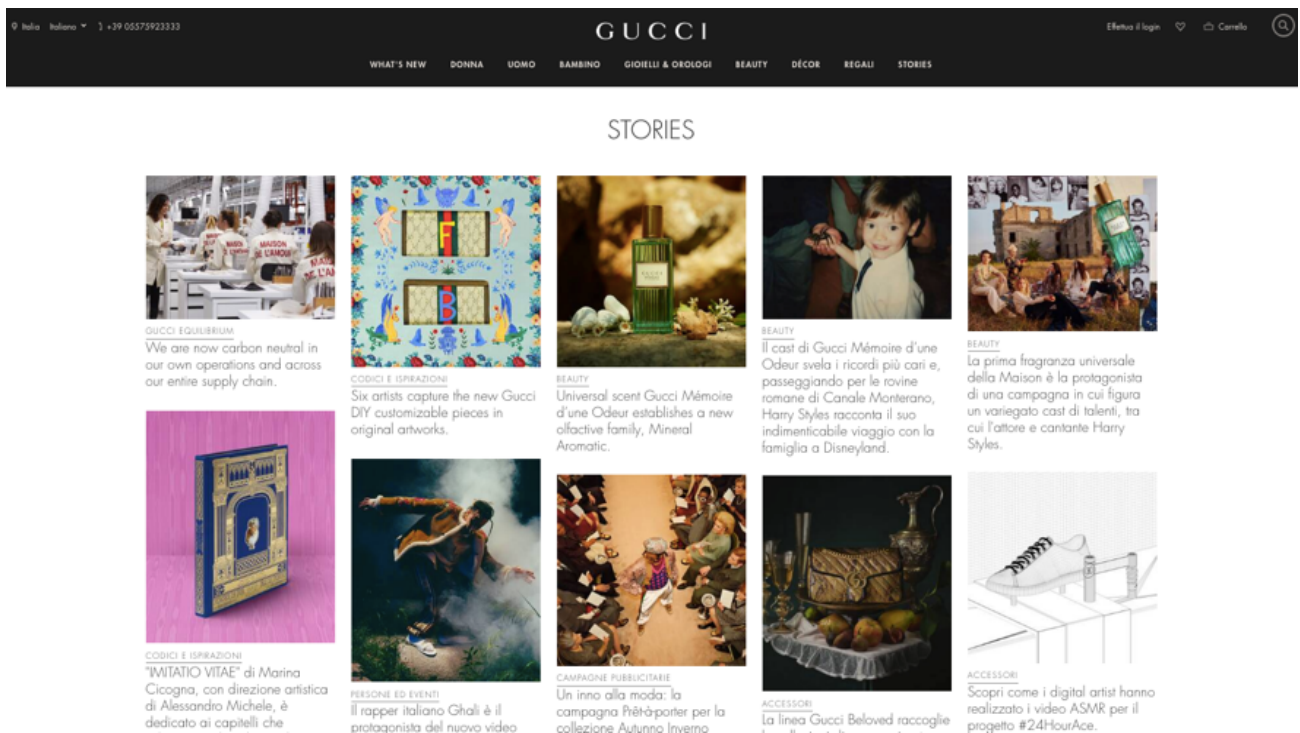 Italia Italiano +39 05575923333
GUCCI
Effettua il login Carrello
WHAT'S NEW DONNA UOMO BAMBINO GIOIELLI & OROLOGI BEAUTY DÉCOR REGALI STORIES
STORIES
MAISON DE L'AMOUR
GUCCI EQUILIBRIUM
We are now carbon neutral in
our own operations and across
our entire supply chain.
F
B
CODICI E ISPIRAZIONI
Six artists capture the new Gucci
DIY customizable pieces in
original artworks.
GUCCI
BEAUTY
Universal scent Gucci Mémoire
d'une Odeur establishes a new
olfactive family, Mineral
Aromatic.
BEAUTY
Il cast di Gucci Mémoire d'une
Odeur svela i ricordi più cari e,
passeggiando per le rovine
romane di Canale Monterano,
Harry Styles racconta il suo
indimenticabile viaggio con la
famiglia a Disneyland.
BEAUTY
La prima fragranza universale
della Maison è la protagonista
di una campagna in cui figura
un variegato cast di talenti, tra
cui l'attore e cantante Harry
Styles.
CODICI E ISPIRAZIONI
"IMITATIO VITAE" di Marina
Cicogna, con direzione artistica
di Alessandro Michele, è
dedicato ai capitelli che
PERSONE ED EVENTI
Il rapper italiano Ghali è il
protagonista del nuovo video
CAMPAGNE PUBBLICITARIE
Un inno alla moda: la
campagna Prêt-à-porter per la
collezione Autunno Inverno
ACCESSORI
La linea Gucci Beloved raccoglie
ACCESSORI
Scopri come i digital artist hanno
realizzato i video ASMR per il
progetto #24HourAce.